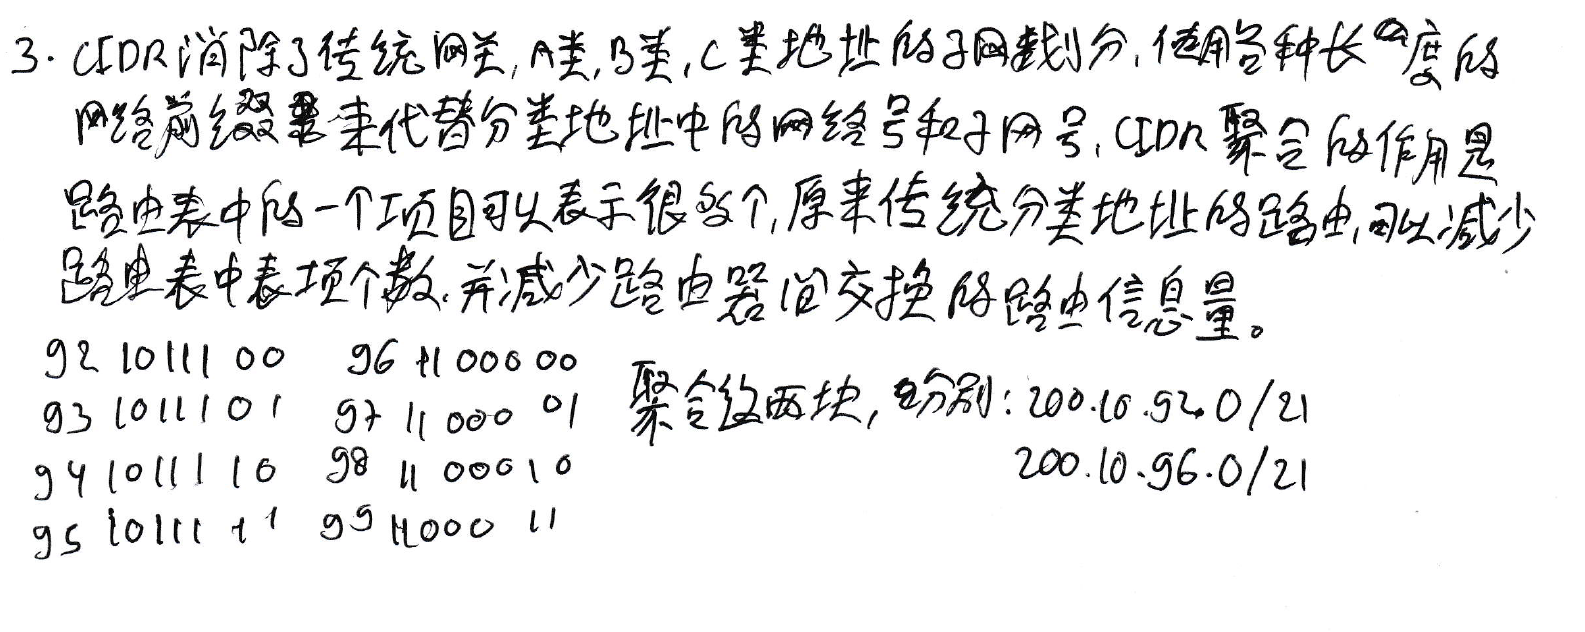 3. CIDR消除了传统网关,A类,B类,C类地址的子网划分,使用各种长度的
网络前缀来代替分类地址中的网络号和子网号,CIDR聚合的作用是
路由表中的一个项目可以表示很多个,原来传统分类地址的路由,可以减少
路由表中表项个数,并减少路由器间交换的路由信息量。
92 1011100 96 1100000
93 1011101 97 1100001
94 1011110 98 1100010
95 1011111 99 1100011
聚合这两块,分别:200.10.92.0/21
200.10.96.0/21